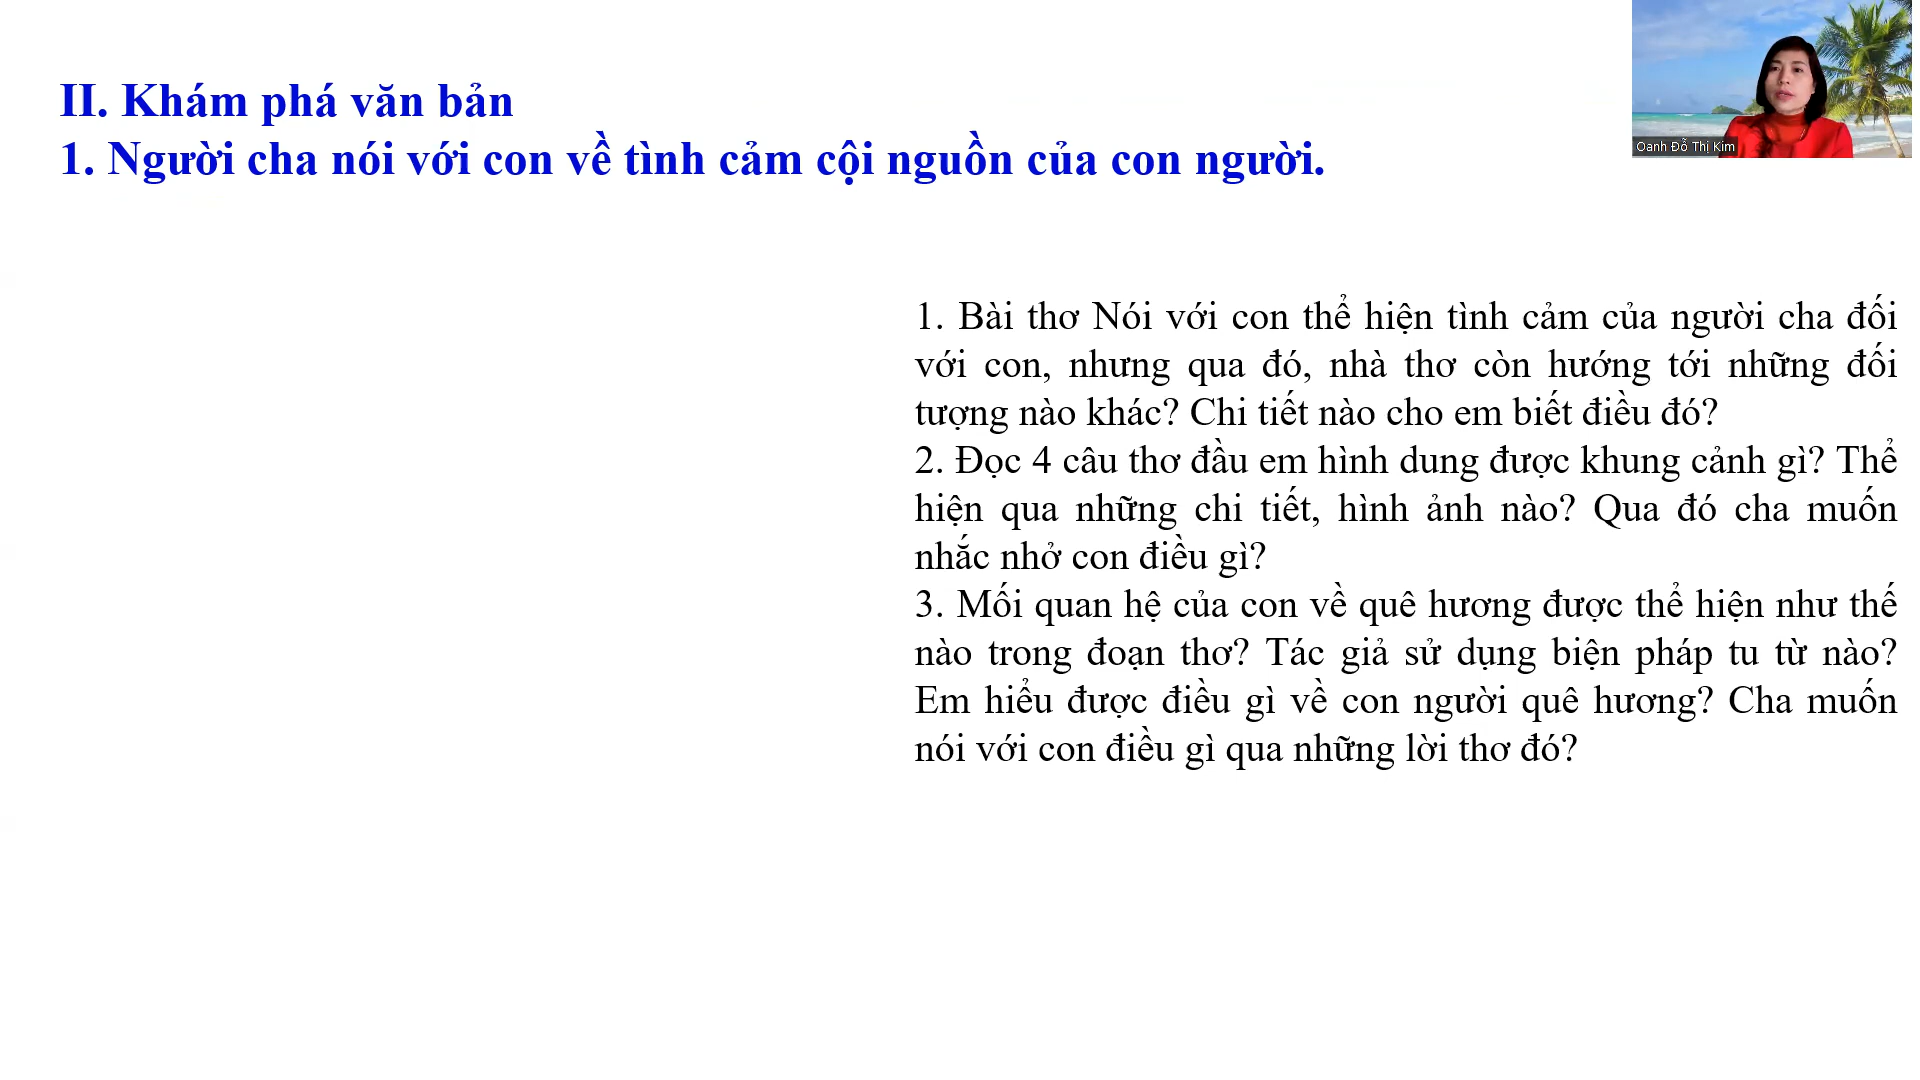 II. Khám phá văn bản
1. Người cha nói với con về tình cảm cội nguồn của con người.
Oanh Đỗ Thị Kim
1. Bài thơ Nói với con thể hiện tình cảm của người cha đối
với con, nhưng qua đó, nhà thơ còn hướng tới những đối
tượng nào khác? Chi tiết nào cho em biết điều đó?
2. Đọc 4 câu thơ đầu em hình dung được khung cảnh gì? Thể
hiện qua những chi tiết, hình ảnh nào? Qua đó cha muốn
nhắc nhở con điều gì?
3. Mối quan hệ của con về quê hương được thể hiện như thế
nào trong đoạn thơ? Tác giả sử dụng biện pháp tu từ nào?
Em hiểu được điều gì về con người quê hương? Cha muốn
nói với con điều gì qua những lời thơ đó?